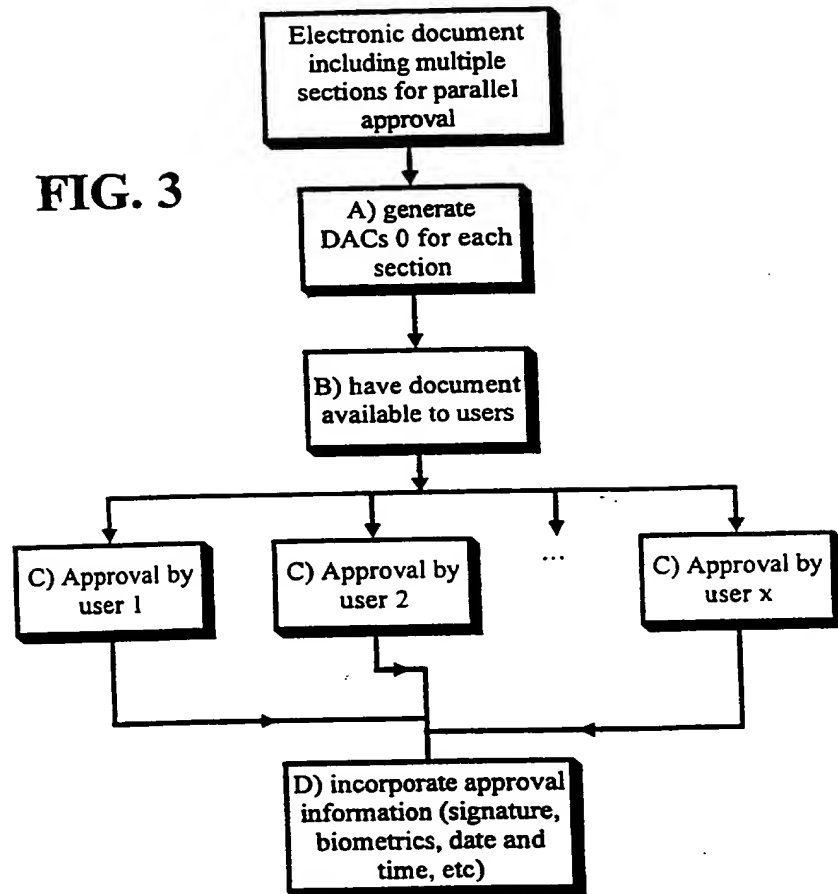 Electronic document
including multiple
sections for parallel
approval
FIG. 3
A) generate
DACs 0 for each
section
B) have document
available to users
C) Approval by
user 1
C) Approval by
user 2
...
C) Approval by
user x
D) incorporate approval
information (signature,
biometrics, date and
time, etc)